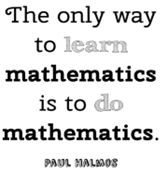 The only way
to learn
mathematics
is to do
mathematics.
PAUL HALMOS